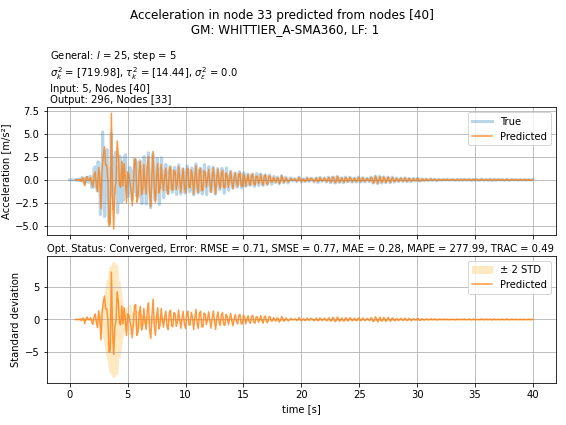 Acceleration in node 33 predicted from nodes [40]
GM: WHITTIER_A-SMA360, LF: 1
General: l = 25, step = 5
σ²ₖ = [719.98], τ²ₖ = [14.44], σ²ε = 0.0
Input: 5, Nodes [40]
Output: 296, Nodes [33]
7.5
5.0
2.5
0.0
−2.5
−5.0
Acceleration [m/s²]
True
Predicted
Opt. Status: Converged, Error: RMSE = 0.71, SMSE = 0.77, MAE = 0.28, MAPE = 277.99, TRAC = 0.49
5
0
−5
Standard deviation
± 2 STD
Predicted
0 5 10 15 20 25 30 35 40
time [s]